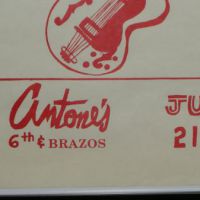 Antone's JU
6th & BRAZOS 21